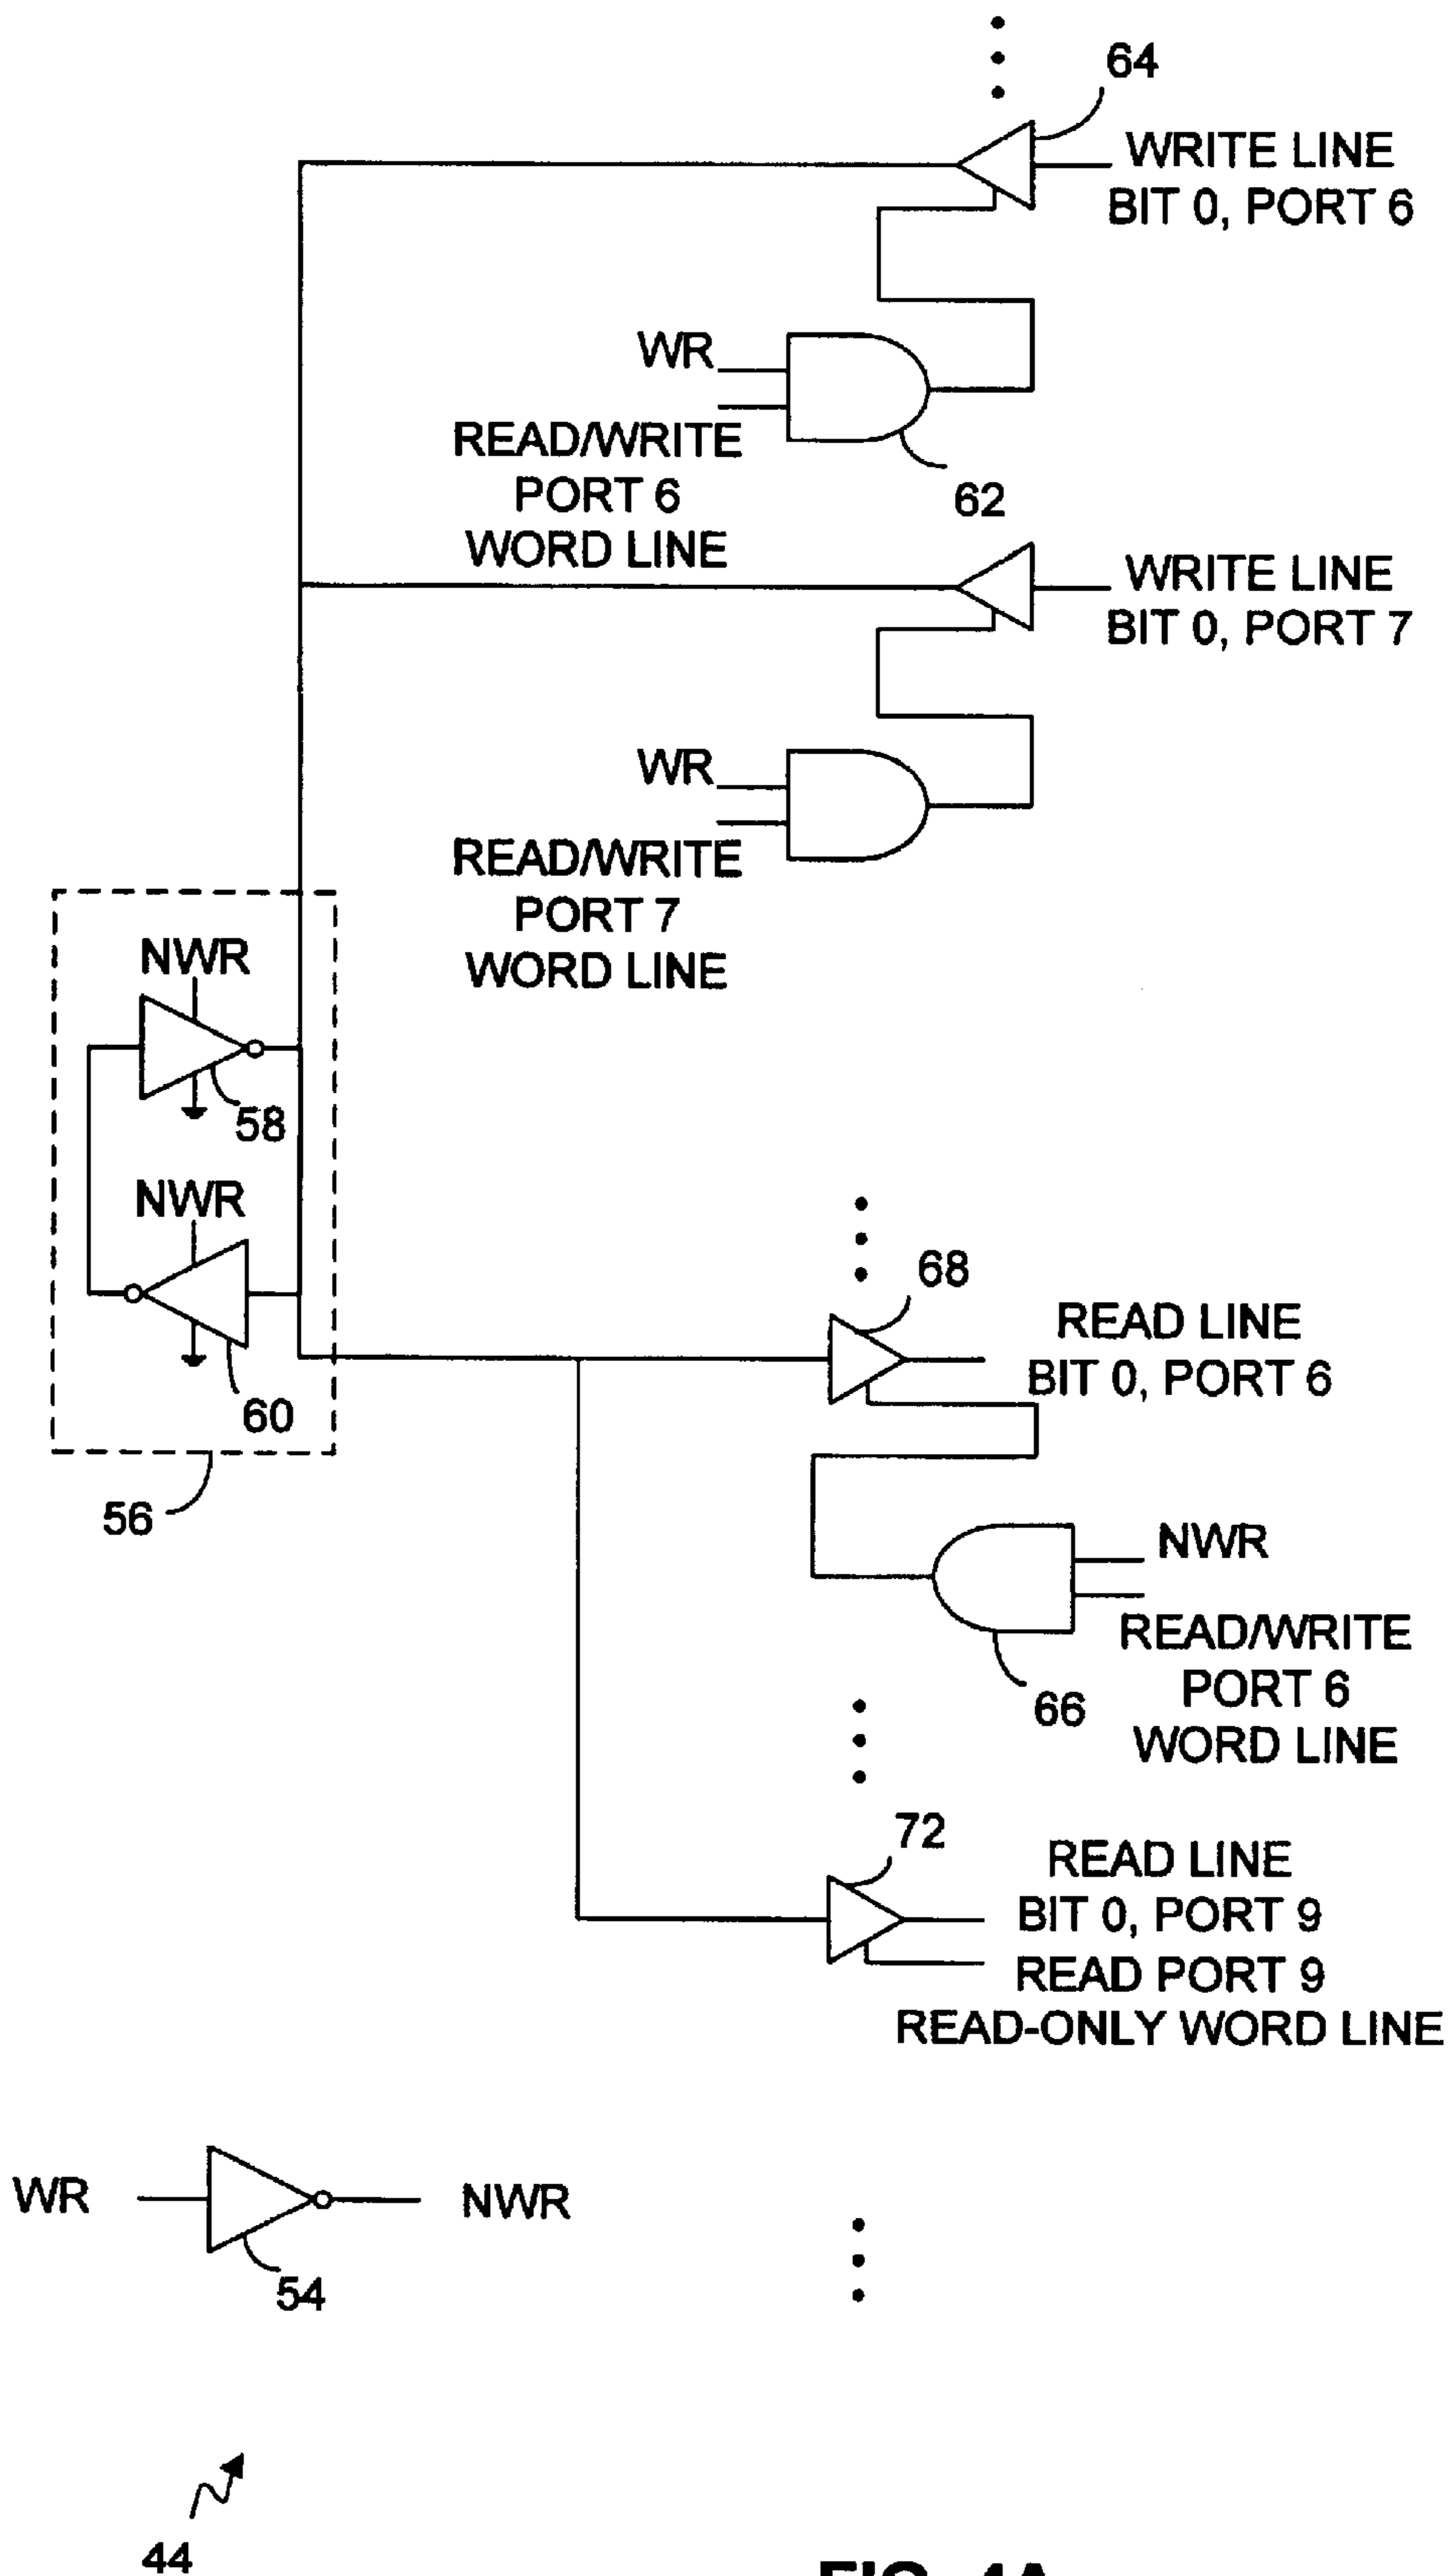 64
WRITE LINE
BIT 0, PORT 6
WR
READ/WRITE
PORT 6
WORD LINE
62
WRITE LINE
BIT 0, PORT 7
WR
READ/WRITE
PORT 7
WORD LINE
NWR
58
NWR
60
56
68
READ LINE
BIT 0, PORT 6
NWR
READ/WRITE
PORT 6
WORD LINE
66
72
READ LINE
BIT 0, PORT 9
READ PORT 9
READ-ONLY WORD LINE
WR
NWR
54
44
FIG. 4A